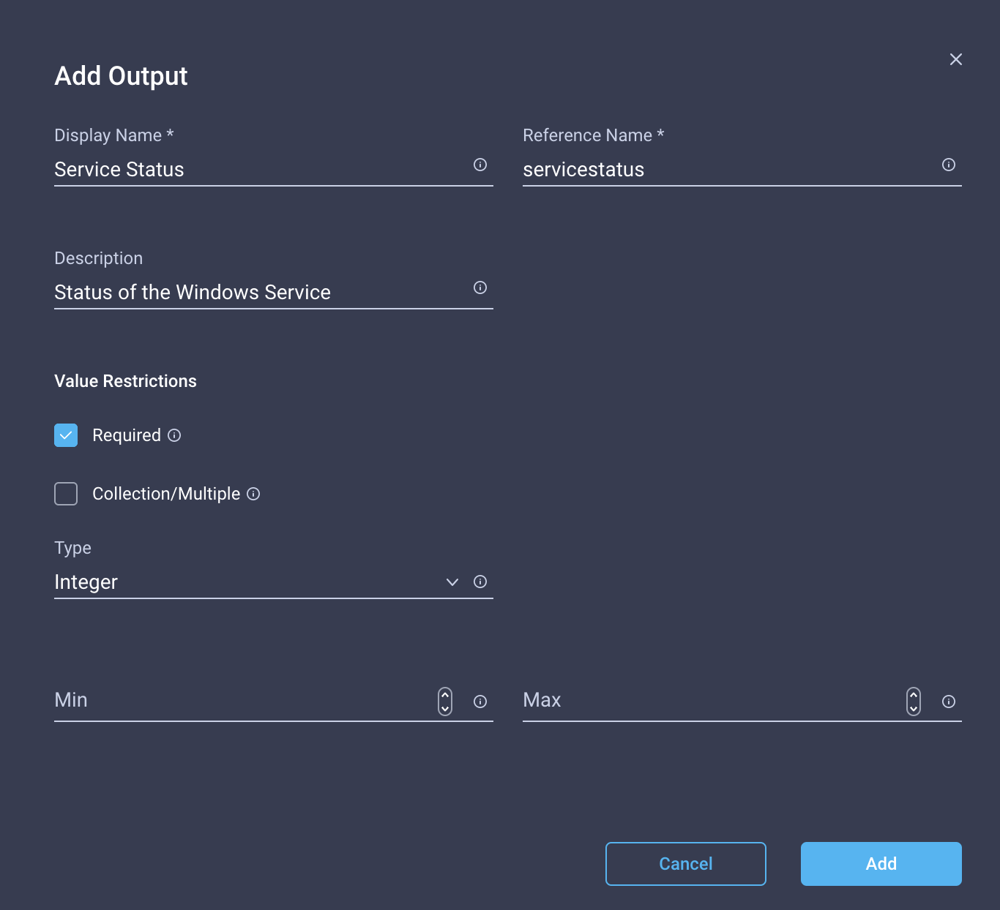 Add Output
Display Name *
Service Status
Reference Name *
servicestatus
Description
Status of the Windows Service
Value Restrictions
Required
Collection/Multiple
Type
Integer
Min
Max
Cancel
Add